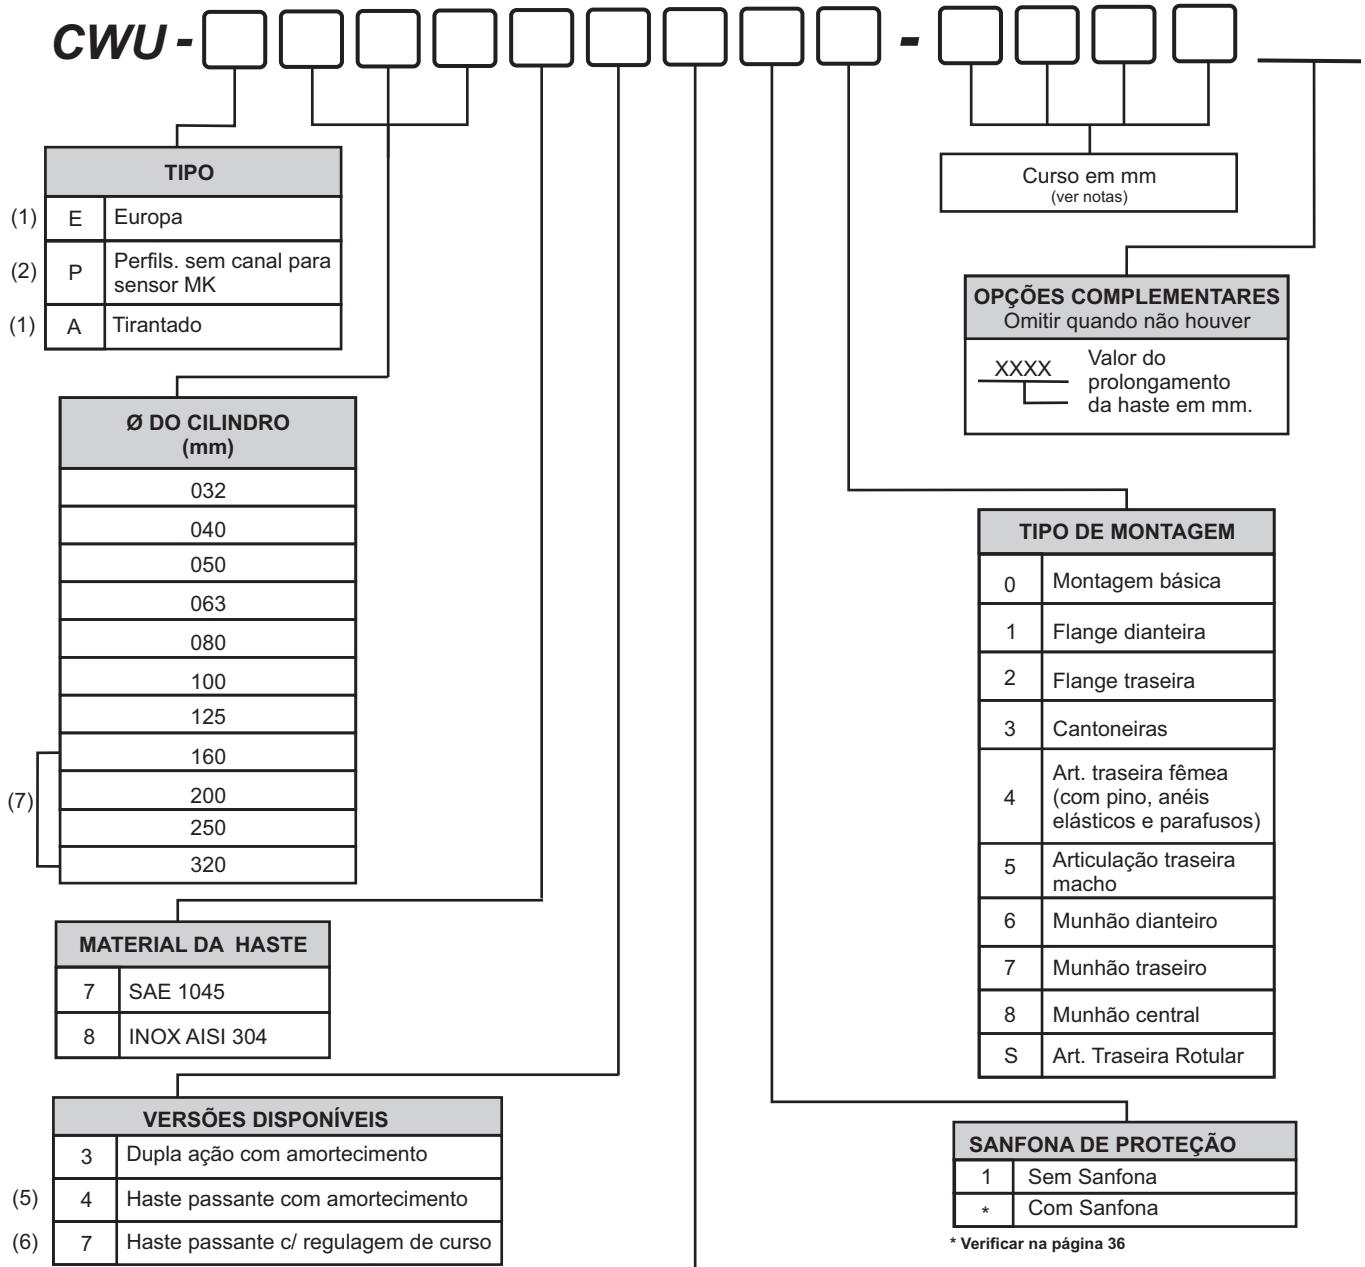 CWU - -
TIPO
(1) E Europa
(2) P Perfils. sem canal para
sensor MK
(1) A Tirantado
Curso em mm
(ver notas)
OPÇÕES COMPLEMENTARES
Omitir quando não houver
XXXX Valor do
prolongamento
da haste em mm.
Ø DO CILINDRO
(mm)
032
040
050
063
080
100
125
160
200
250
320
(7)
TIPO DE MONTAGEM
0 Montagem básica
1 Flange dianteira
2 Flange traseira
3 Cantoneiras
4 Art. traseira fêmea
(com pino, anéis
elásticos e parafusos)
5 Articulação traseira
macho
6 Munhão dianteiro
7 Munhão traseiro
8 Munhão central
S Art. Traseira Rotular
MATERIAL DA HASTE
7 SAE 1045
8 INOX AISI 304
VERSÕES DISPONÍVEIS
3 Dupla ação com amortecimento
(5) 4 Haste passante com amortecimento
(6) 7 Haste passante c/ regulagem de curso
SANFONA DE PROTEÇÃO
1 Sem Sanfona
* Com Sanfona
* Verificar na página 36